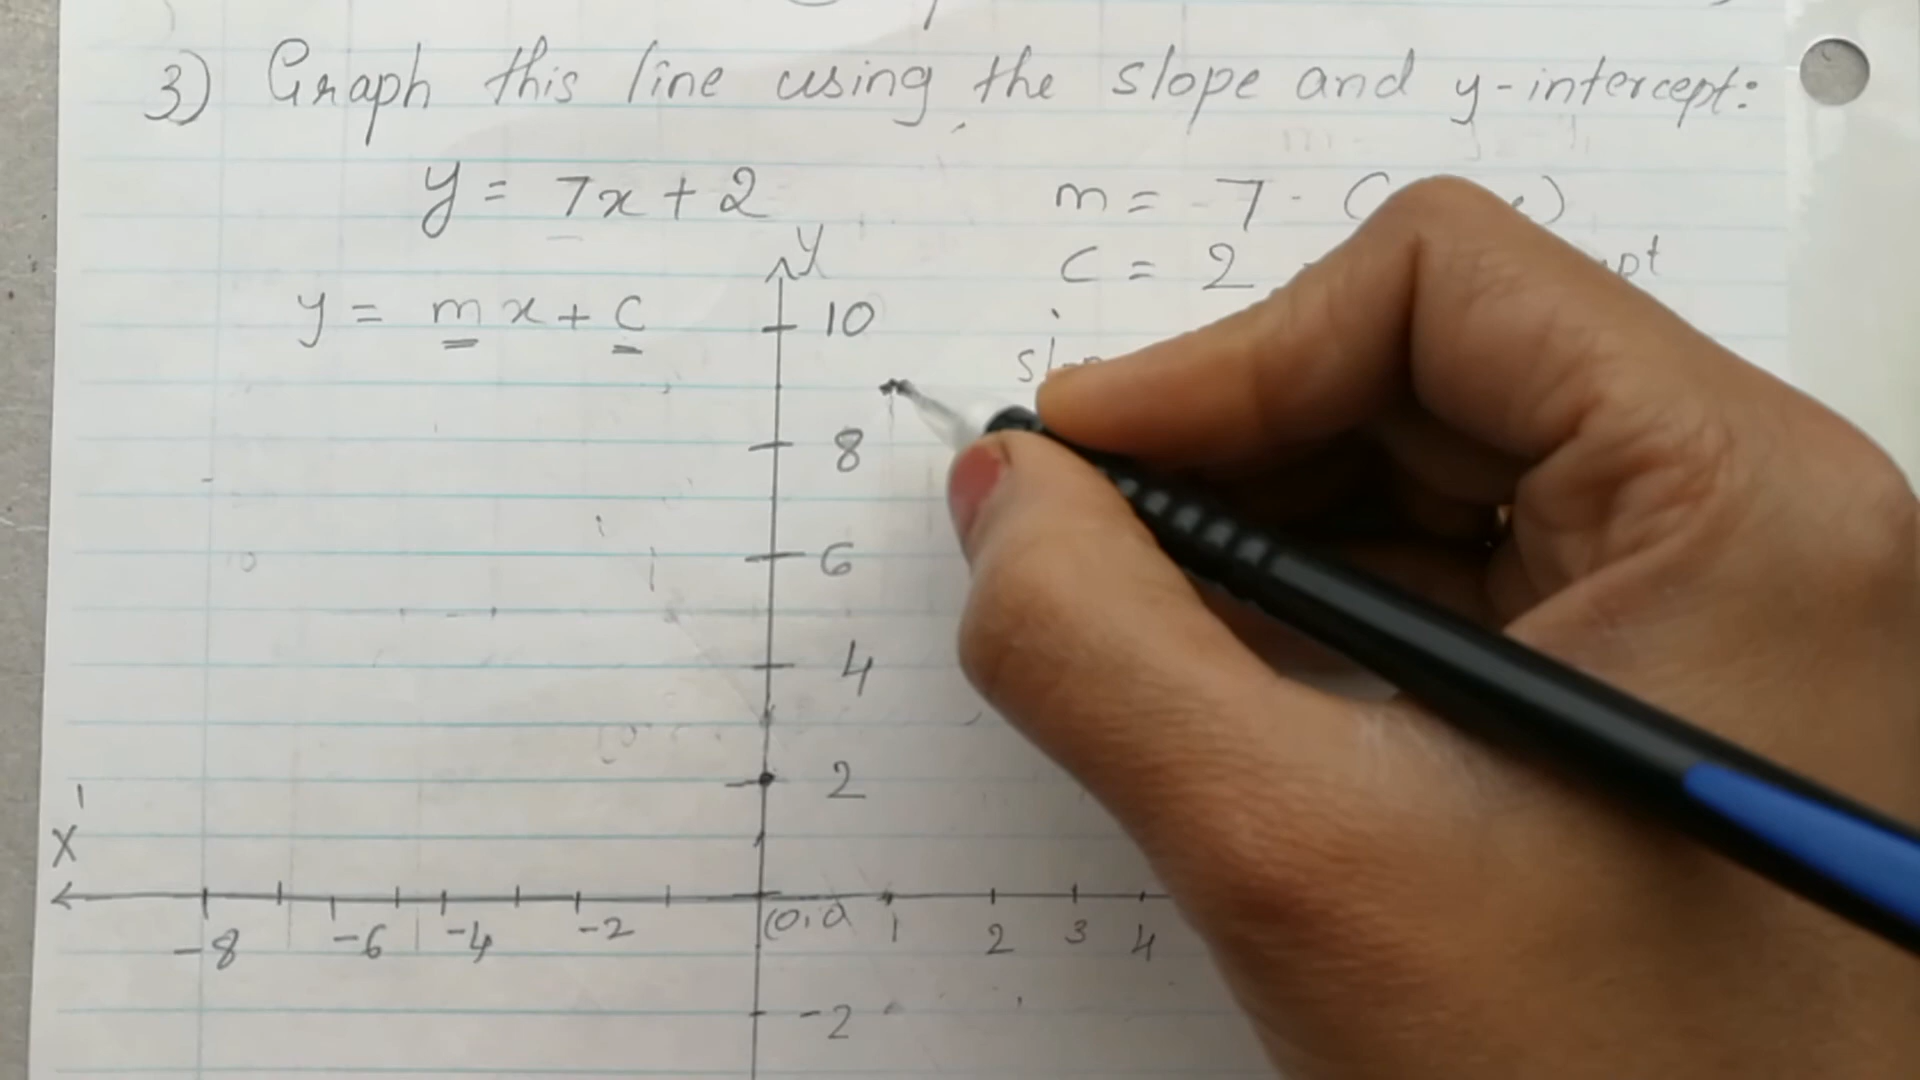 3) Graph this line using the slope and y-intercept:
y = 7x + 2
m = 7
c = 2
y = mx + c
y
10
8
6
4
2
X'
-8 -6 -4 -2 (0,0 1 2 3 4
-2